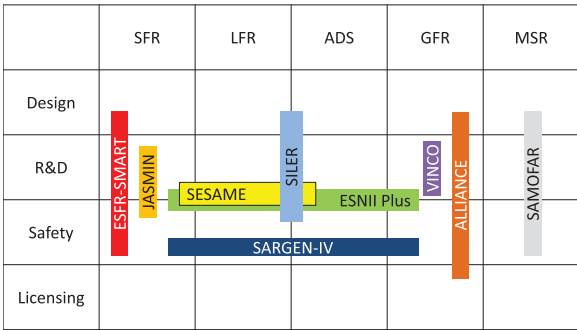 SFR LFR ADS GFR MSR
Design
R&D
Safety
Licensing
ESFR-SMART
JASMIN
SESAME
SILER
ESNII Plus
SARGEN-IV
VINCO
ALLIANCE
SAMOFAR